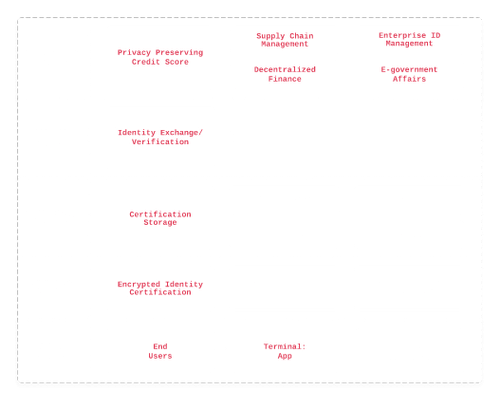 Supply Chain
Management
Enterprise ID
Management
Privacy Preserving
Credit Score
Decentralized
Finance
E-government
Affairs
Identity Exchange/
Verification
Certification
Storage
Encrypted Identity
Certification
End
Users
Terminal:
App